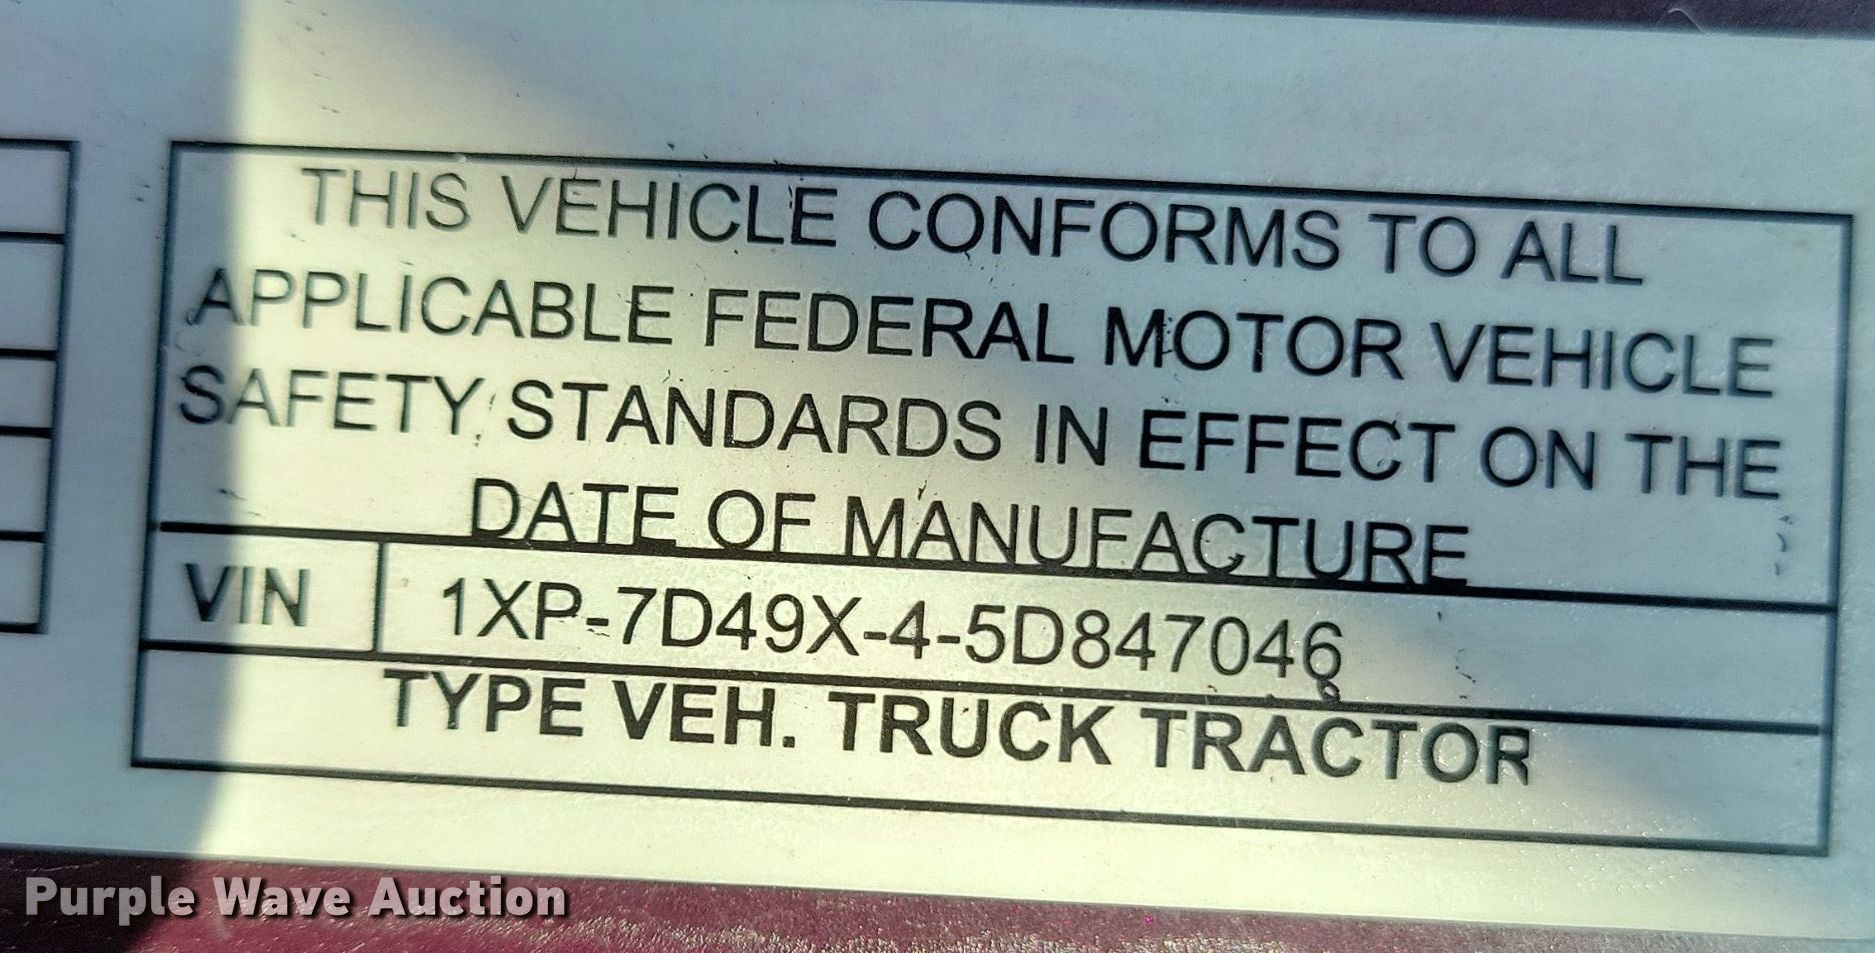 THIS VEHICLE CONFORMS TO ALL
APPLICABLE FEDERAL MOTOR VEHICLE
SAFETY STANDARDS IN EFFECT ON THE
DATE OF MANUFACTURE
VIN 1XP-7D49X-4-5D847046
TYPE VEH. TRUCK TRACTOR
Purple Wave Auction